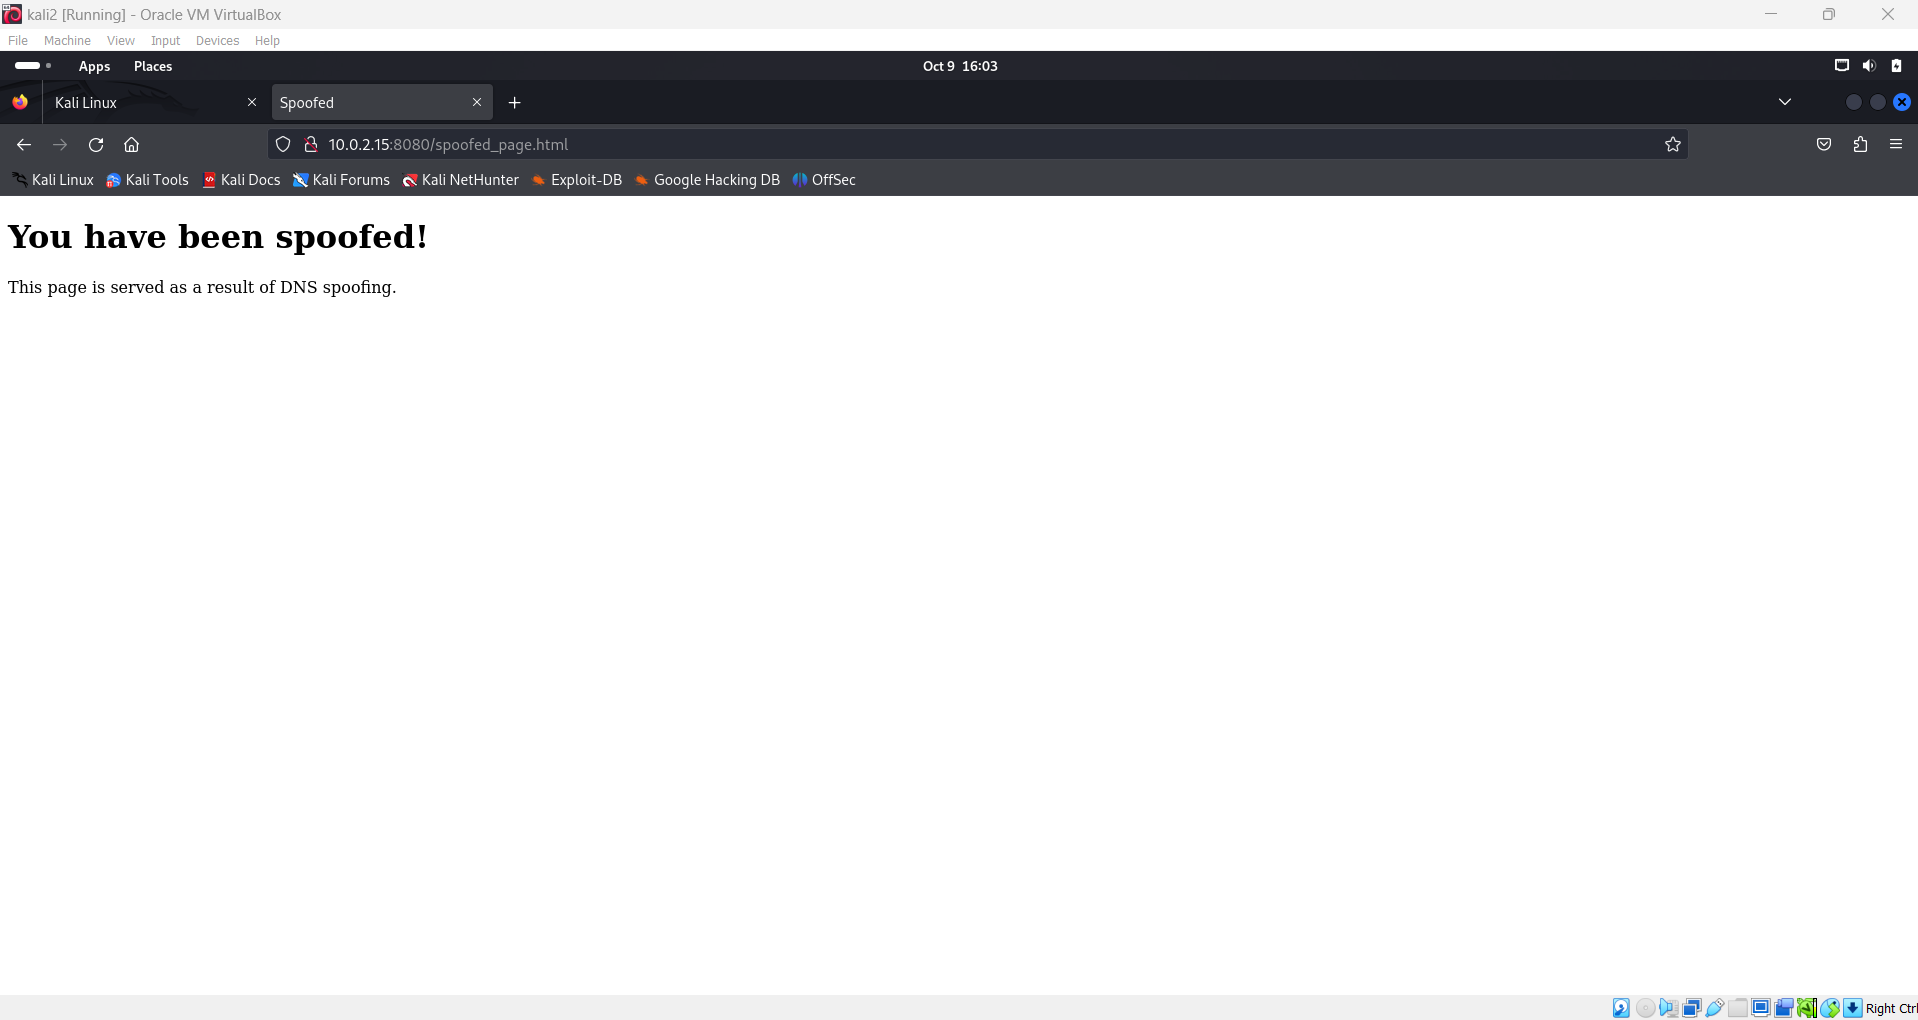 kali2 [Running] - Oracle VM VirtualBox
File Machine View Input Devices Help
Apps Places Oct 9 16:03
Kali Linux Spoofed
10.0.2.15:8080/spoofed_page.html
Kali Linux Kali Tools Kali Docs Kali Forums Kali NetHunter Exploit-DB Google Hacking DB OffSec
You have been spoofed!
This page is served as a result of DNS spoofing.
Right Ctrl